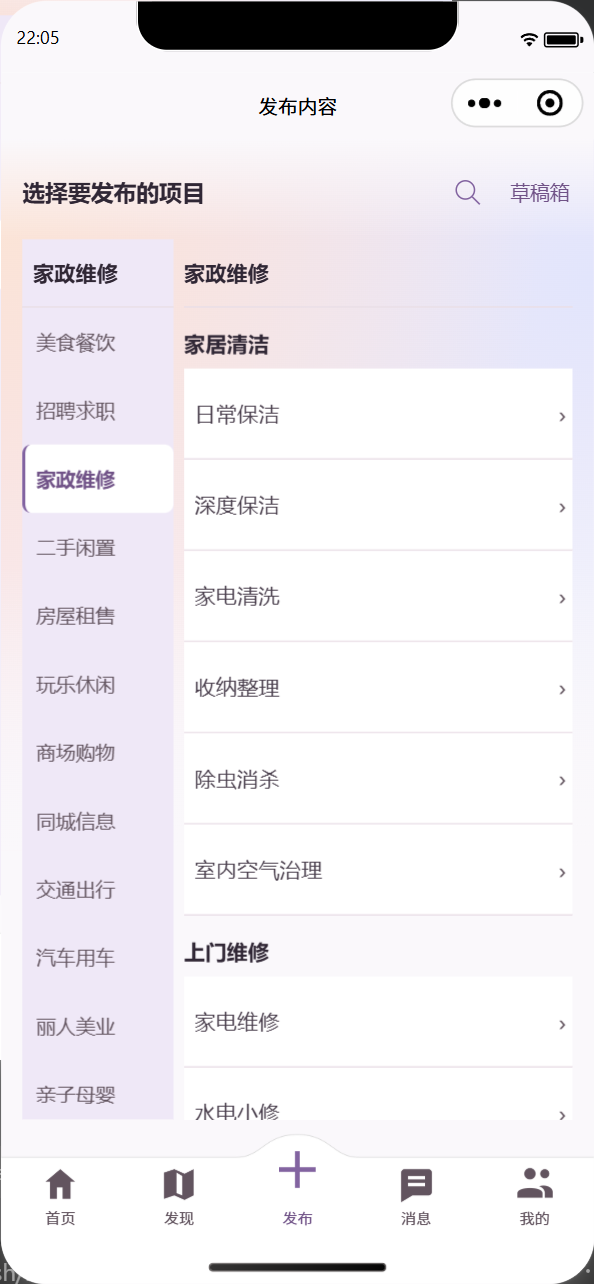 22:05
发布内容
选择要发布的项目
草稿箱
家政维修
美食餐饮
招聘求职
家政维修
二手闲置
房屋租售
玩乐休闲
商场购物
同城信息
交通出行
汽车用车
丽人美业
亲子母婴
家政维修
家居清洁
日常保洁
深度保洁
家电清洗
收纳整理
除虫消杀
室内空气治理
上门维修
家电维修
水电小修
首页
发现
发布
消息
我的